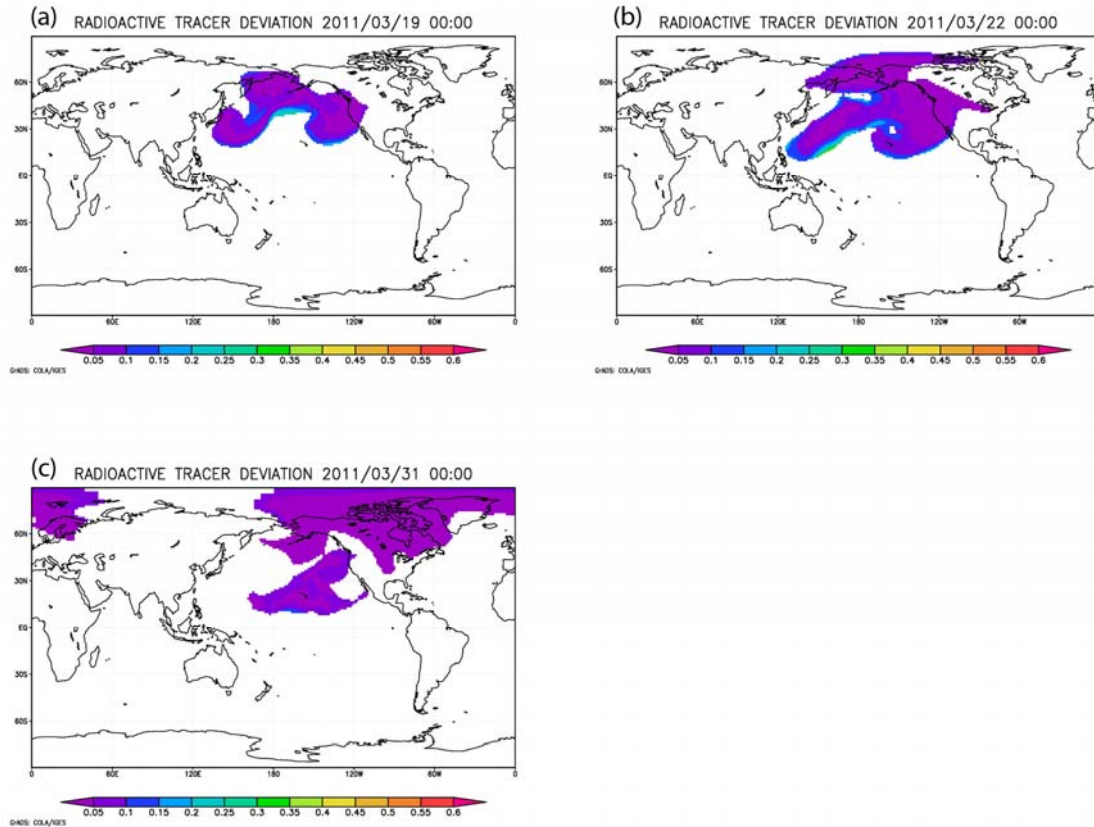 (a) RADIOACTIVE TRACER DEVIATION 2011/03/19 00:00
60N
30N
EQ
30S
60S
0 60E 120E 180 120W 60W 0
0.05 0.1 0.15 0.2 0.25 0.3 0.35 0.4 0.45 0.5 0.55 0.6
GrADS: COLA/IGES
(b) RADIOACTIVE TRACER DEVIATION 2011/03/22 00:00
60N
30N
EQ
30S
60S
0 60E 120E 180 120W 60W
0.05 0.1 0.15 0.2 0.25 0.3 0.35 0.4 0.45 0.5 0.55 0.6
GrADS: COLA/IGES
(c) RADIOACTIVE TRACER DEVIATION 2011/03/31 00:00
60N
30N
EQ
30S
60S
0 60E 120E 180 120W 60W 0
0.05 0.1 0.15 0.2 0.25 0.3 0.35 0.4 0.45 0.5 0.55 0.6
GrADS: COLA/IGES